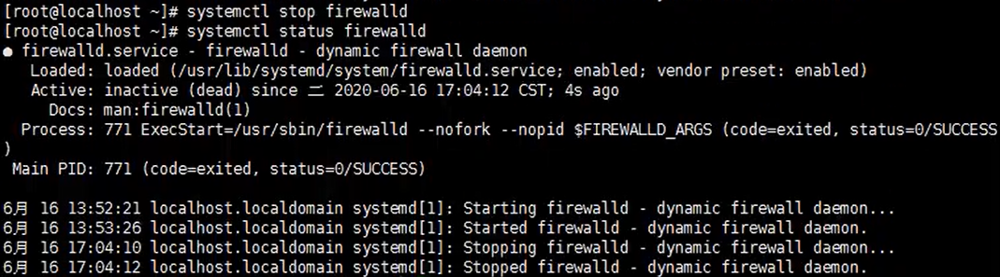 [root@localhost ~]# systemctl stop firewalld
[root@localhost ~]# systemctl status firewalld
● firewalld.service - firewalld - dynamic firewall daemon
   Loaded: loaded (/usr/lib/systemd/system/firewalld.service; enabled; vendor preset: enabled)
   Active: inactive (dead) since 二 2020-06-16 17:04:12 CST; 4s ago
     Docs: man:firewalld(1)
  Process: 771 ExecStart=/usr/sbin/firewalld --nofork --nopid $FIREWALLD_ARGS (code=exited, status=0/SUCCESS
)
 Main PID: 771 (code=exited, status=0/SUCCESS)

6月 16 13:52:21 localhost.localdomain systemd[1]: Starting firewalld - dynamic firewall daemon...
6月 16 13:53:26 localhost.localdomain systemd[1]: Started firewalld - dynamic firewall daemon.
6月 16 17:04:10 localhost.localdomain systemd[1]: Stopping firewalld - dynamic firewall daemon...
6月 16 17:04:12 localhost.localdomain systemd[1]: Stopped firewalld - dynamic firewall daemon.